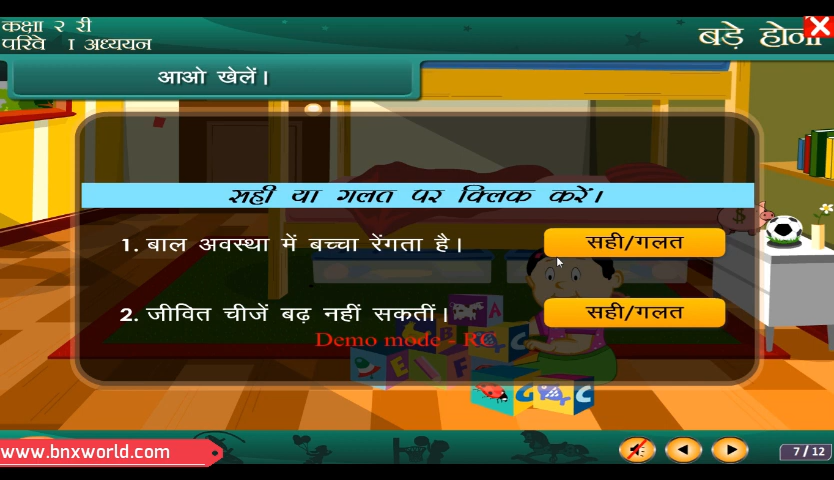 कक्षा २ री
परिवे I अध्ययन
बड़े होना
आओ खेलें।
सही या गलत पर क्लिक करें।
1. बाल अवस्था में बच्चा रेंगता है।
सही/गलत
2. जीवित चीजें बढ़ नहीं सकतीं।
सही/गलत
Demo mode - RC
www.bnxworld.com
7 / 12